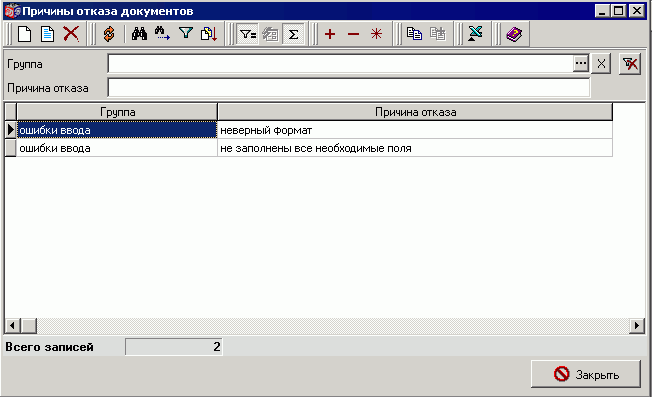 Причины отказа документов
Группа
Причина отказа
Группа Причина отказа
ошибки ввода неверный формат
ошибки ввода не заполнены все необходимые поля
Всего записей 2
Закрыть